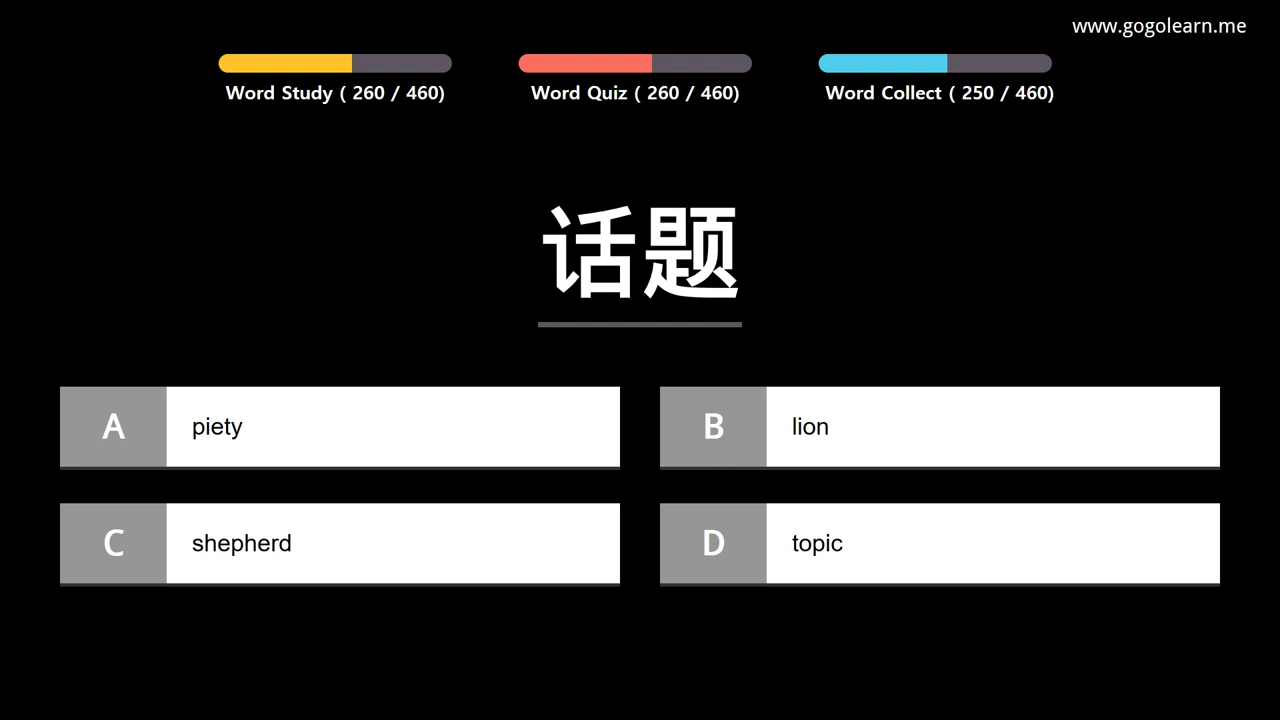 www.gogolearn.me
Word Study ( 260 / 460)
Word Quiz ( 260 / 460)
Word Collect ( 250 / 460)
话题
A
piety
B
lion
C
shepherd
D
topic